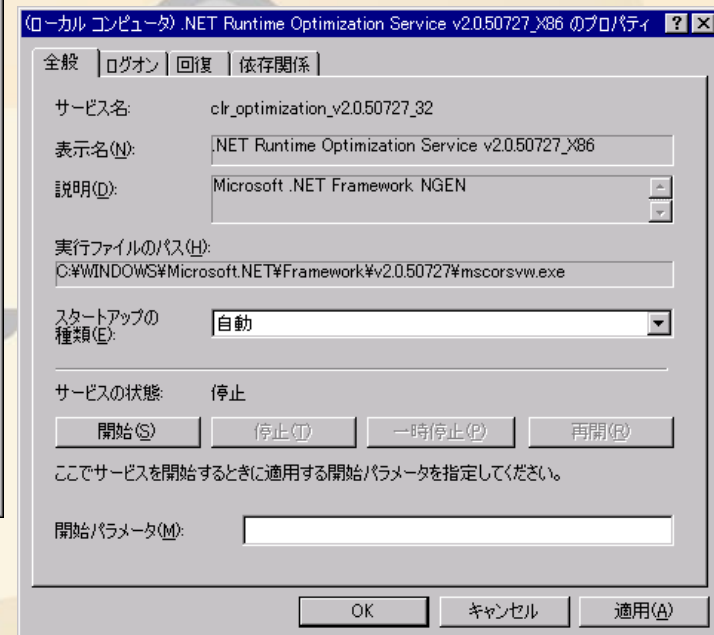 (ローカル コンピュータ) .NET Runtime Optimization Service v2.0.50727_X86 のプロパティ
全般 ログオン 回復 依存関係
サービス名: clr_optimization_v2.0.50727_32
表示名(N): .NET Runtime Optimization Service v2.0.50727_X86
説明(D): Microsoft .NET Framework NGEN
実行ファイルのパス(H):
C:¥WINDOWS¥Microsoft.NET¥Framework¥v2.0.50727¥mscorsvw.exe
スタートアップの
種類(E): 自動
サービスの状態: 停止
開始(S) 停止(T) 一時停止(P) 再開(R)
ここでサービスを開始するときに適用する開始パラメータを指定してください。
開始パラメータ(M):
OK キャンセル 適用(A)